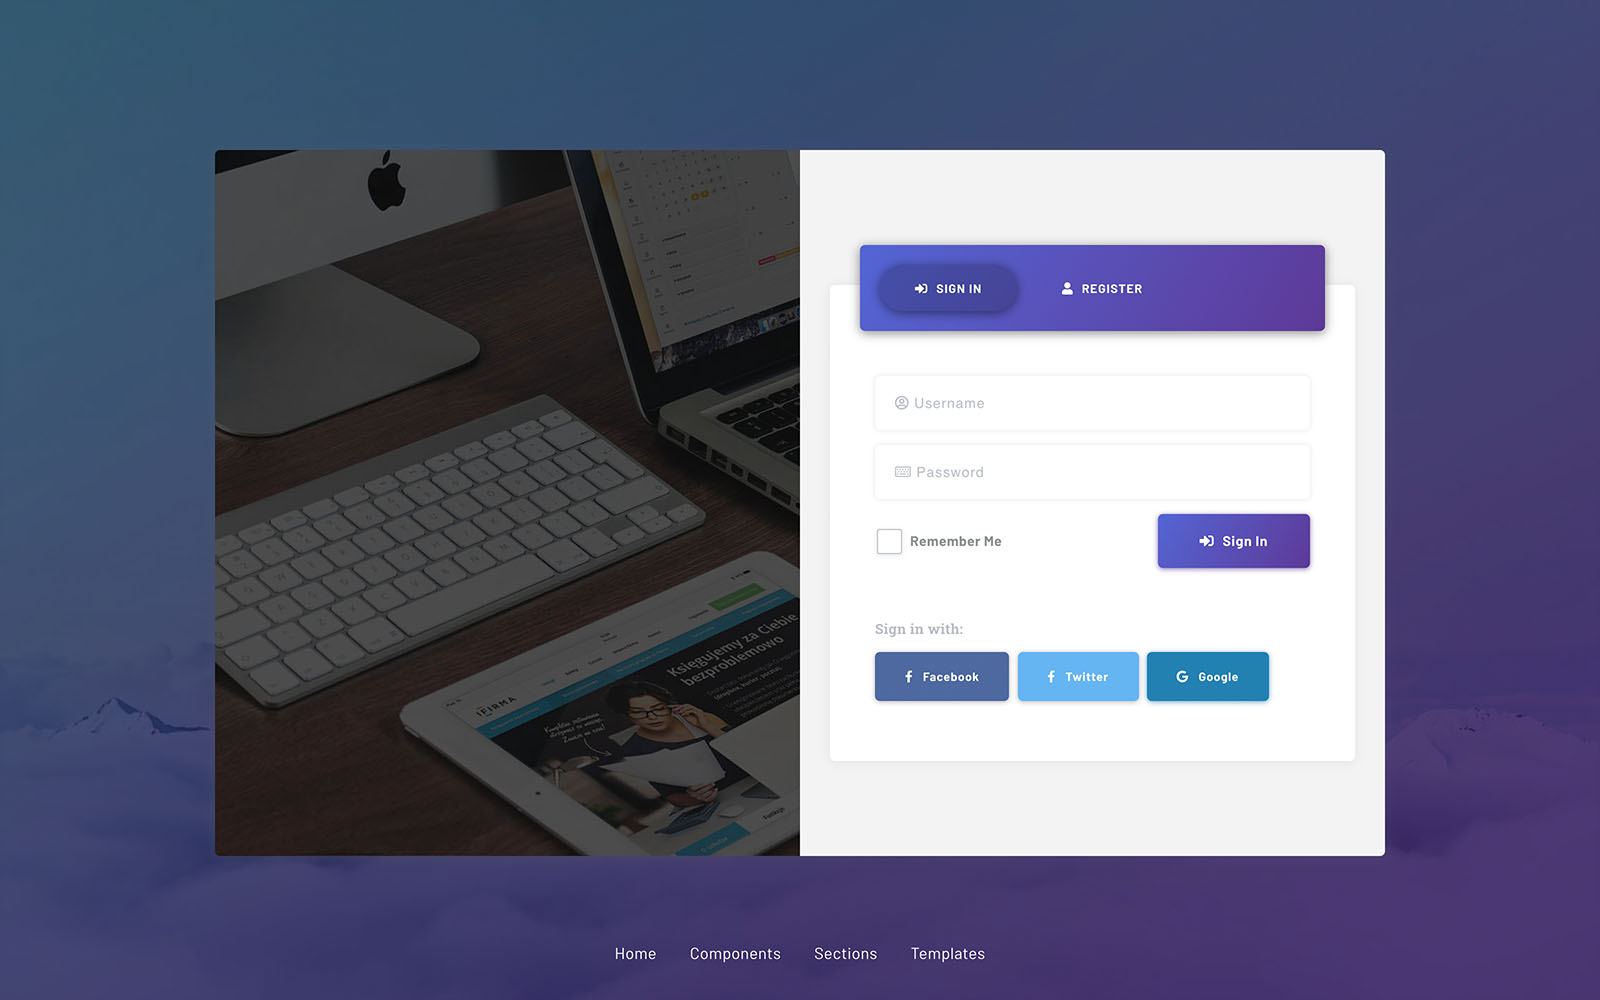 SIGN IN
REGISTER
Username
Password
Remember Me
Sign In
Sign in with:
Facebook
Twitter
Google
IFIRMA
Księgujemy za Ciebie
bezproblemowo
Home
Components
Sections
Templates